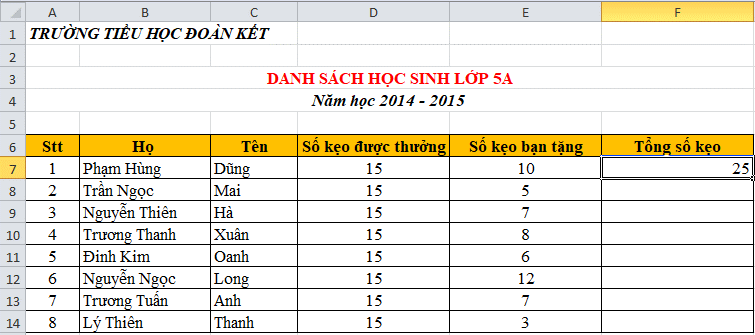 A B C D E F
1 TRƯỜNG TIỂU HỌC ĐOÀN KẾT
2
3 DANH SÁCH HỌC SINH LỚP 5A
4 Năm học 2014 - 2015
5
6 Stt Họ Tên Số kẹo được thưởng Số kẹo bạn tặng Tổng số kẹo
7 1 Phạm Hùng Dũng 15 10 25
8 2 Trần Ngọc Mai 15 5
9 3 Nguyễn Thiên Hà 15 7
10 4 Trương Thanh Xuân 15 8
11 5 Đinh Kim Oanh 15 6
12 6 Nguyễn Ngọc Long 15 12
13 7 Trương Tuấn Anh 15 7
14 8 Lý Thiên Thanh 15 3